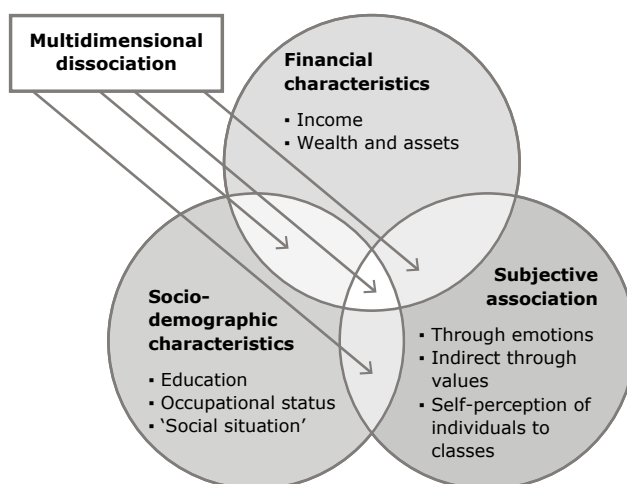 Multidimensional
dissociation
Financial
characteristics
▪ Income
▪ Wealth and assets
Socio-
demographic
characteristics
▪ Education
▪ Occupational status
▪ ‘Social situation’
Subjective
association
▪ Through emotions
▪ Indirect through
values
▪ Self-perception of
individuals to
classes